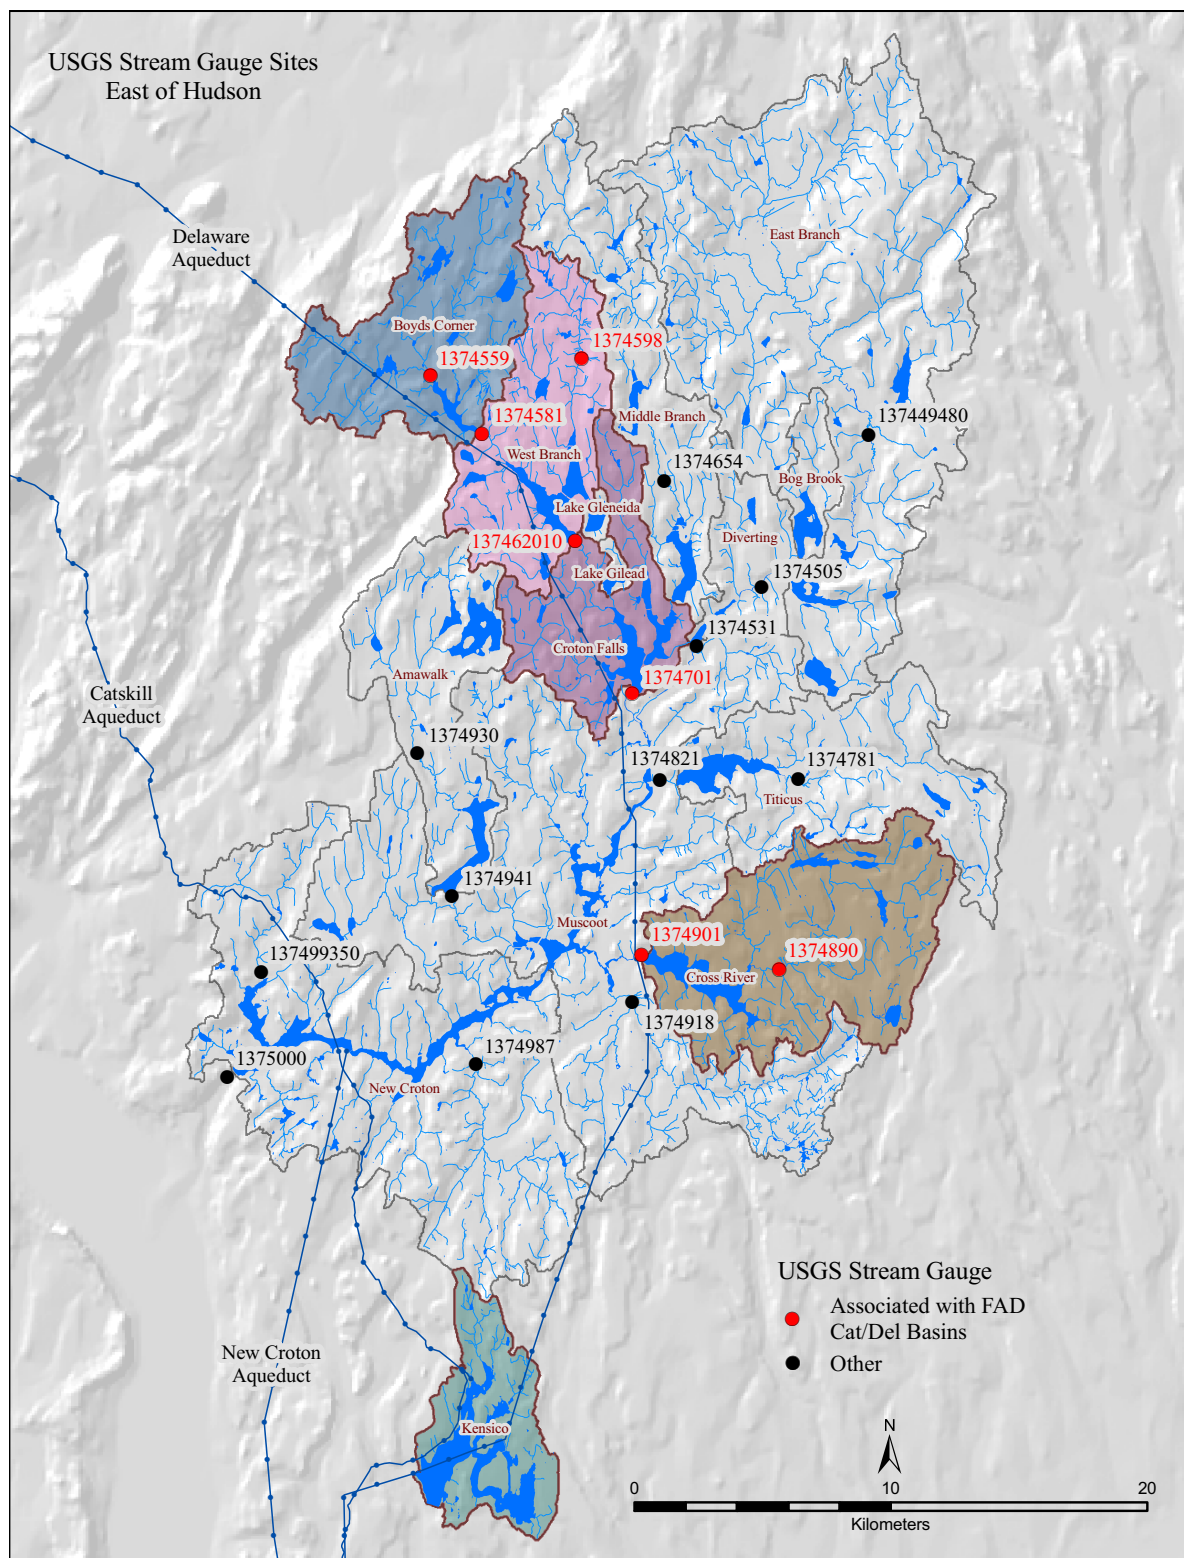 USGS Stream Gauge Sites
East of Hudson
Delaware
Aqueduct
East Branch
Boyds Corner
1374559
1374598
1374581
Middle Branch
137449480
West Branch
1374654
Bog Brook
Lake Gleneida
137462010
Diverting
Lake Gilead
1374505
1374531
Croton Falls
Amawalk
1374701
Catskill
Aqueduct
1374930
1374821
1374781
Titicus
1374941
Muscoot
1374901
137499350
1374890
Cross River
1374918
1374987
1375000
New Croton
USGS Stream Gauge
Associated with FAD
Cat/Del Basins
Other
New Croton
Aqueduct
Kensico
N
0
10
20
Kilometers